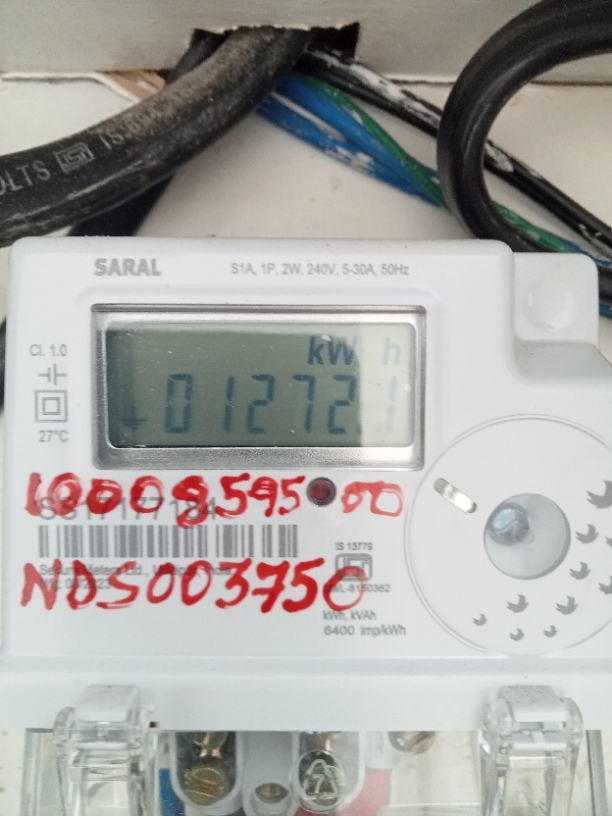 VOLTS IS
SARAL
S1A, 1P, 2W, 240V, 5-30A, 50Hz
Cl. 1.0
27°C
kW h
01272.1
1000859500
IS 13779
NDS003750
kWh, kVAh
6400 imp/kWh